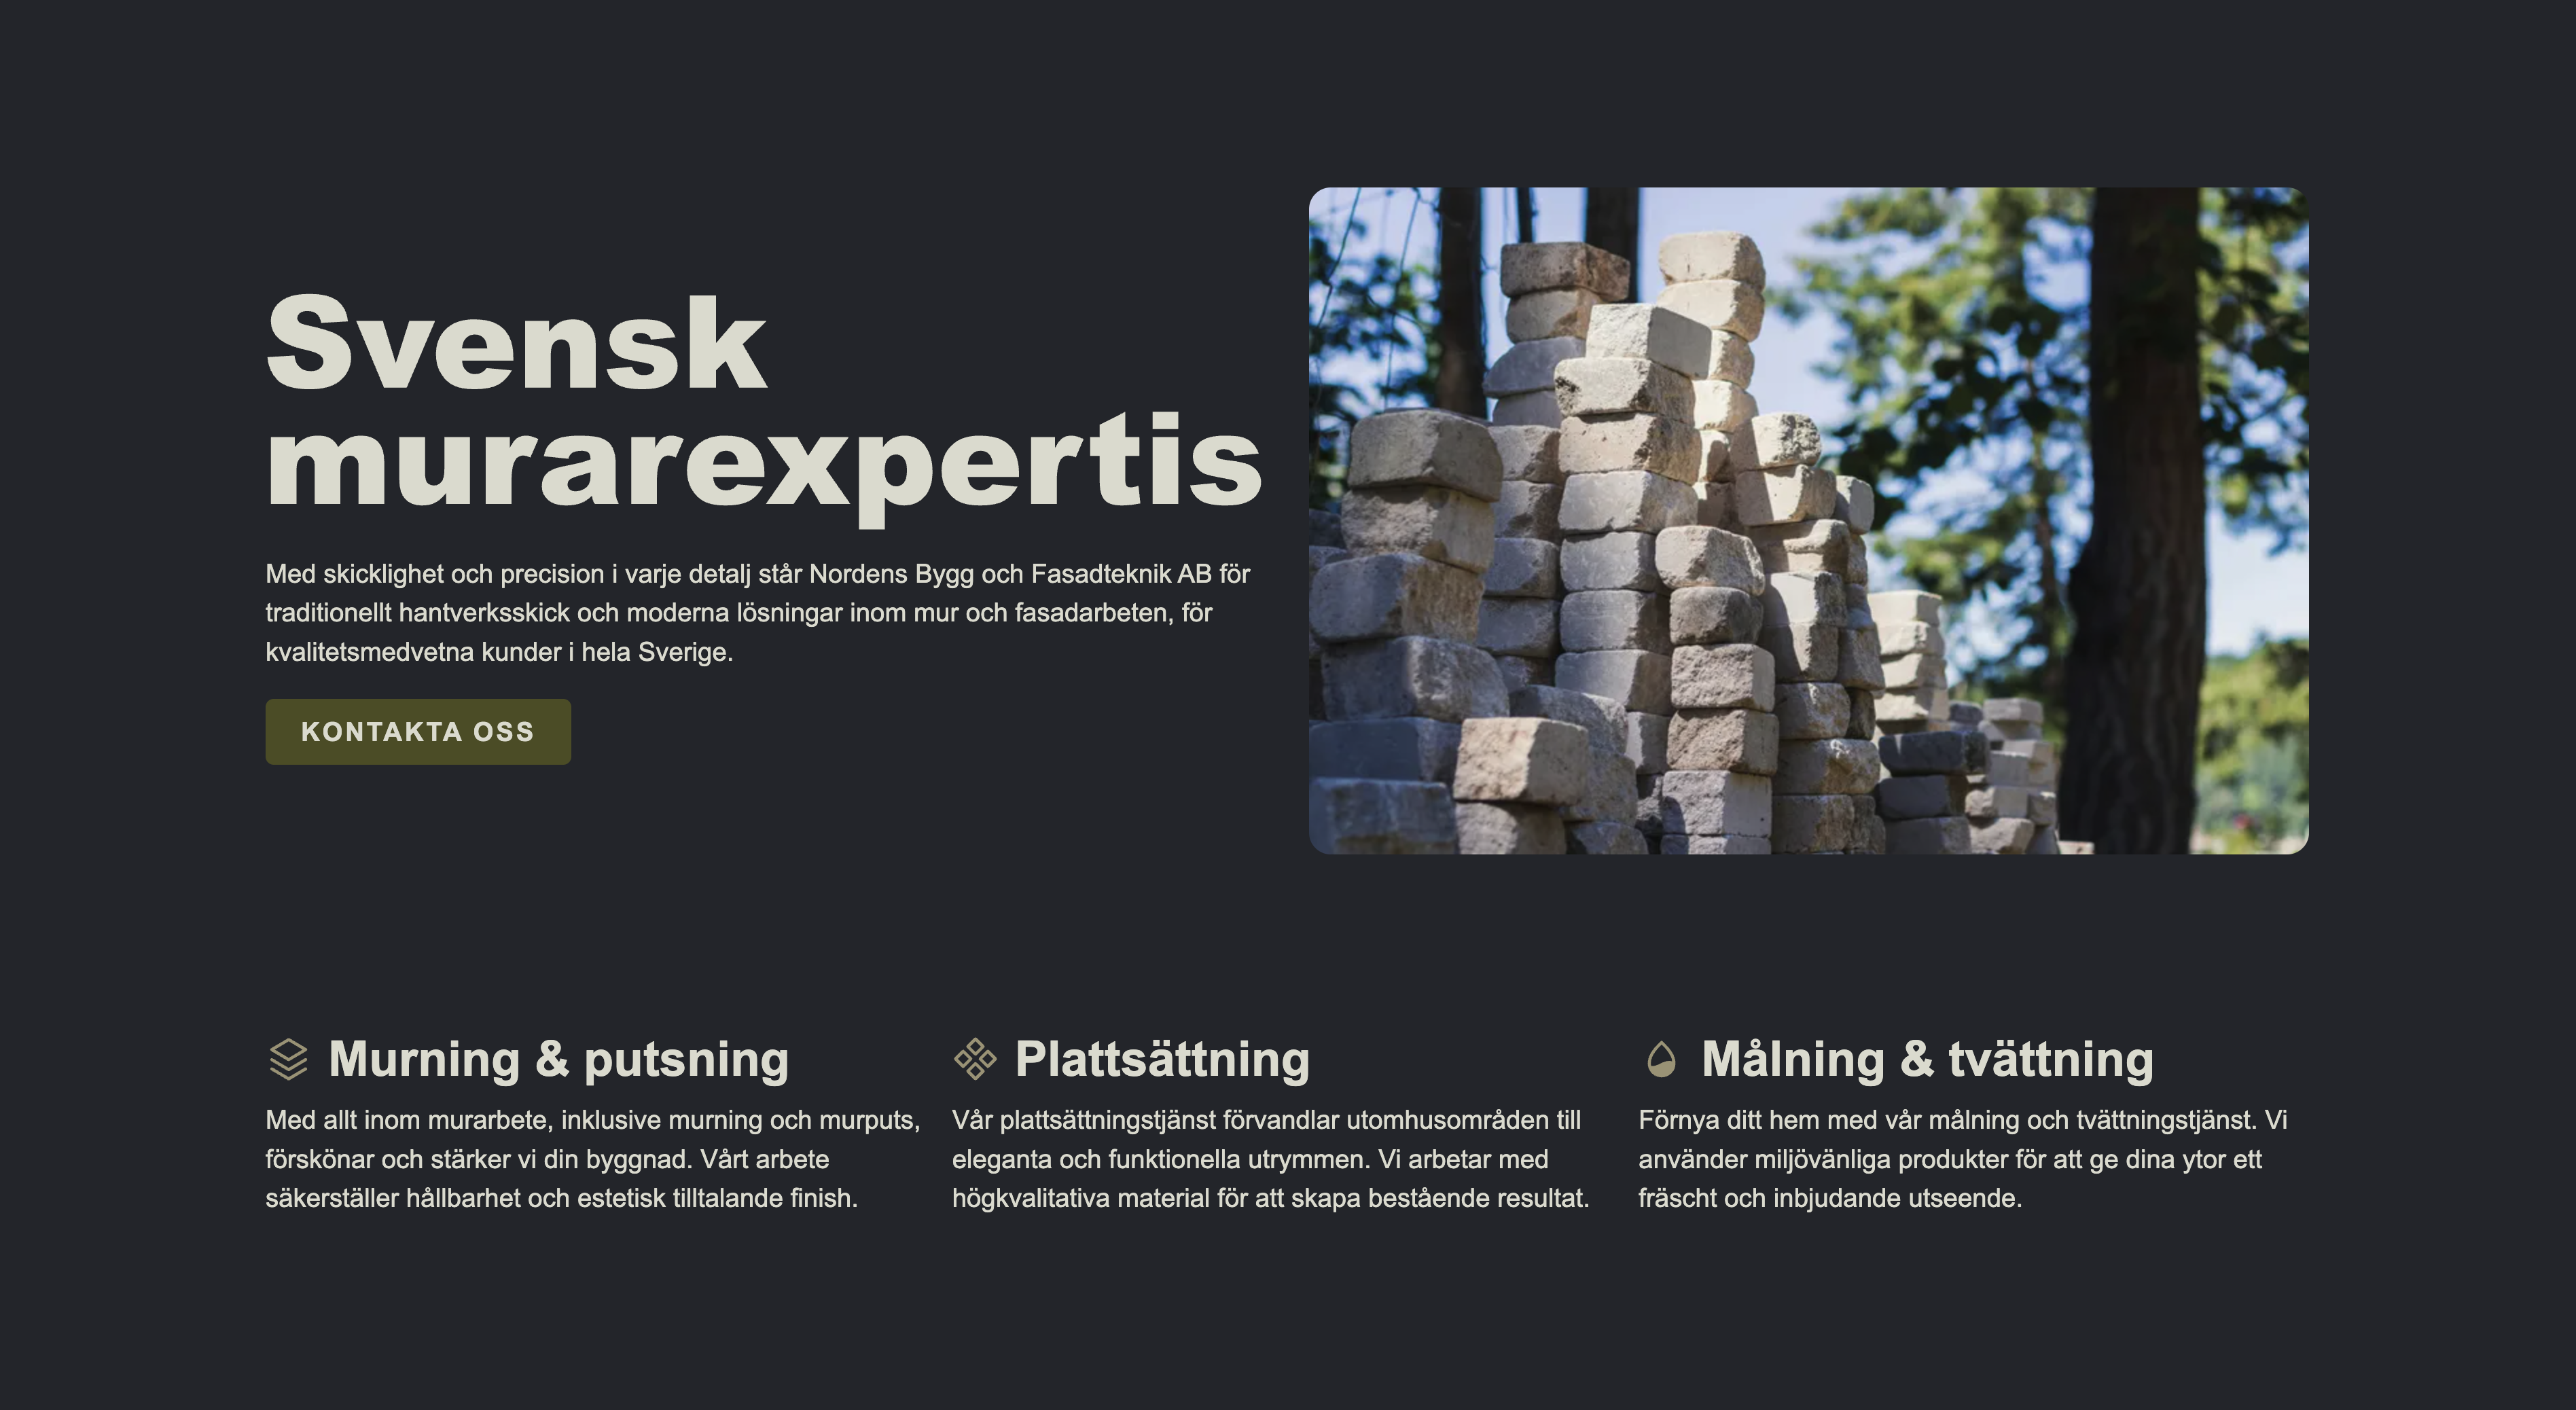 Svensk
murarexpertis
Med skicklighet och precision i varje detalj står Nordens Bygg och Fasadteknik AB för
traditionellt hantverksskick och moderna lösningar inom mur och fasadarbeten, för
kvalitetsmedvetna kunder i hela Sverige.
KONTAKTA OSS
Murning & putsning
Med allt inom murarbete, inklusive murning och murputs,
förskönar och stärker vi din byggnad. Vårt arbete
säkerställer hållbarhet och estetisk tilltalande finish.
Plattsättning
Vår plattsättningstjänst förvandlar utomhusområden till
eleganta och funktionella utrymmen. Vi arbetar med
högkvalitativa material för att skapa bestående resultat.
Målning & tvättning
Förnya ditt hem med vår målning och tvättningstjänst. Vi
använder miljövänliga produkter för att ge dina ytor ett
fräscht och inbjudande utseende.